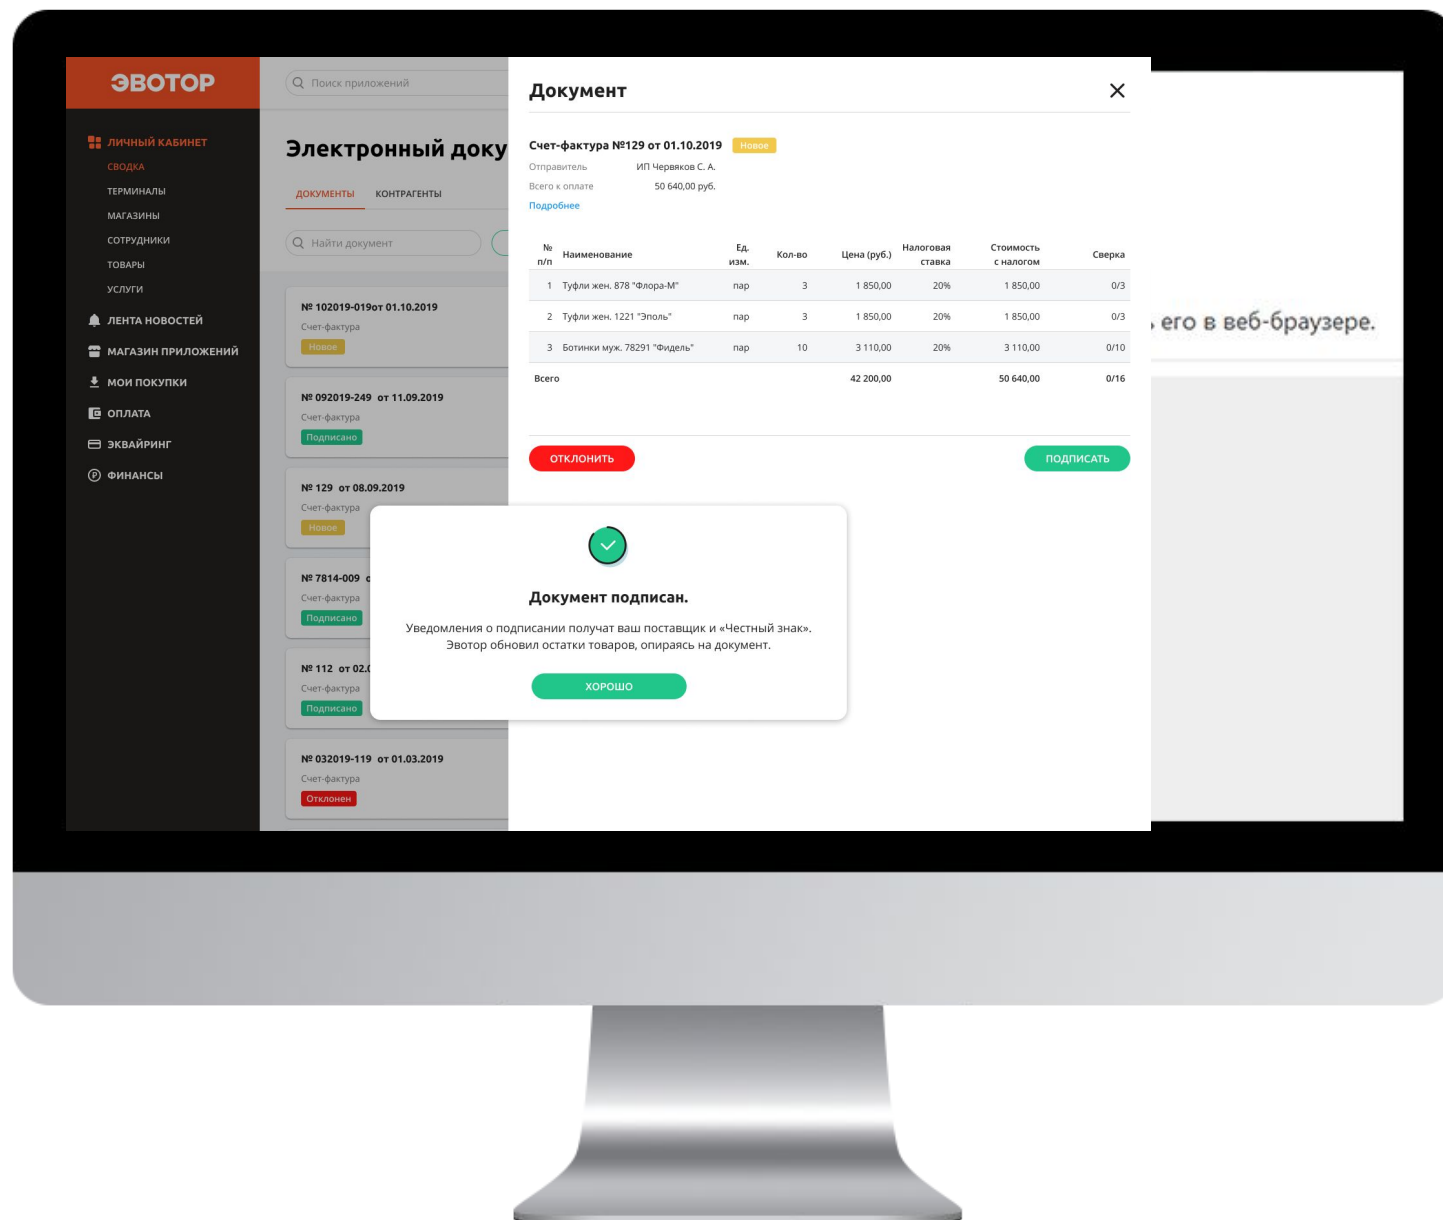 ЭВОТОР
ЛИЧНЫЙ КАБИНЕТ
СВОДКА
ТЕРМИНАЛЫ
МАГАЗИНЫ
СОТРУДНИКИ
ТОВАРЫ
УСЛУГИ
ЛЕНТА НОВОСТЕЙ
МАГАЗИН ПРИЛОЖЕНИЙ
МОИ ПОКУПКИ
ОПЛАТА
ЭКВАЙРИНГ
ФИНАНСЫ
Поиск приложений
Электронный доку
ДОКУМЕНТЫ КОНТРАГЕНТЫ
Найти документ
№ 102019-019от 01.10.2019
Счет-фактура
Новое
№ 092019-249 от 11.09.2019
Счет-фактура
Подписано
№ 129 от 08.09.2019
Счет-фактура
Новое
№ 7814-009
Счет-фактура
Подписано
№ 112 от 02.
Счет-фактура
Подписано
№ 032019-119 от 01.03.2019
Счет-фактура
Отклонен
Документ
Счет-фактура №129 от 01.10.2019 Новое
Отправитель ИП Червяков С. А.
Всего к оплате 50 640,00 руб.
Подробнее
№ п/п Наименование Ед. изм. Кол-во Цена (руб.) Налоговая ставка Стоимость с налогом Сверка
1 Туфли жен. 878 "Флора-М" пар 3 1 850,00 20% 1 850,00 0/3
2 Туфли жен. 1221 "Эполь" пар 3 1 850,00 20% 1 850,00 0/3
3 Ботинки муж. 78291 "Фидель" пар 10 3 110,00 20% 3 110,00 0/10
Всего 42 200,00 50 640,00 0/16
ОТКЛОНИТЬ ПОДПИСАТЬ
Документ подписан.
Уведомления о подписании получат ваш поставщик и «Честный знак».
Эвотор обновил остатки товаров, опираясь на документ.
ХОРОШО
его в веб-браузере.